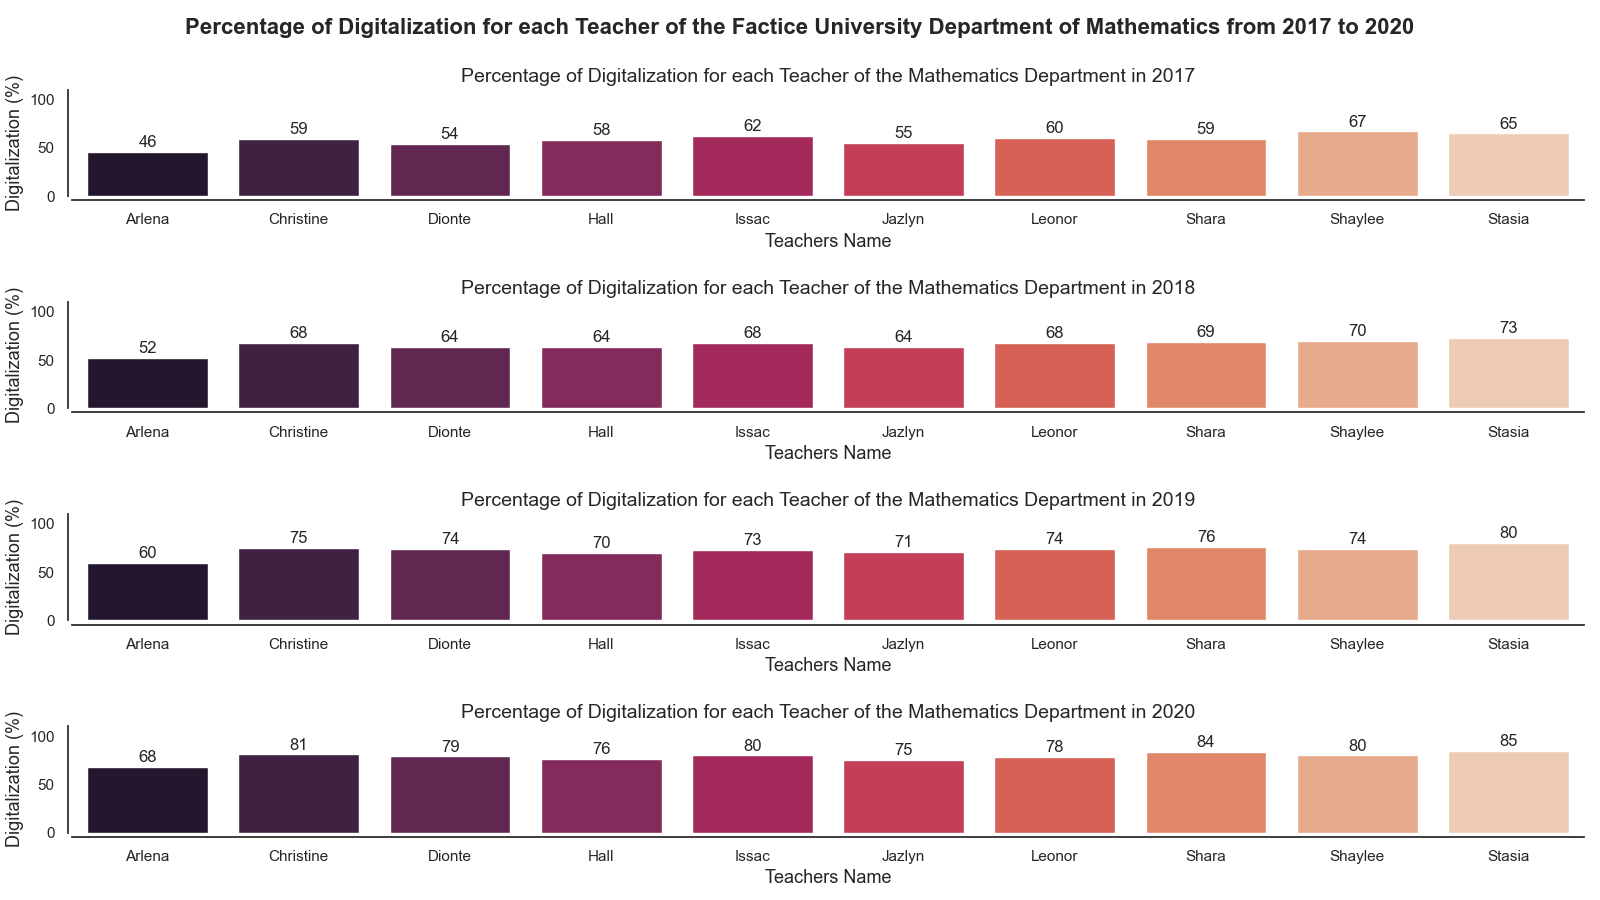 Percentage of Digitalization for each Teacher of the Factice University Department of Mathematics from 2017 to 2020
Percentage of Digitalization for each Teacher of the Mathematics Department in 2017
Digitalization (%)
100
50
0
46 59 54 58 62 55 60 59 67 65
Arlena Christine Dionte Hall Issac Jazlyn Leonor Shara Shaylee Stasia
Teachers Name
Percentage of Digitalization for each Teacher of the Mathematics Department in 2018
Digitalization (%)
100
50
0
52 68 64 64 68 64 68 69 70 73
Arlena Christine Dionte Hall Issac Jazlyn Leonor Shara Shaylee Stasia
Teachers Name
Percentage of Digitalization for each Teacher of the Mathematics Department in 2019
Digitalization (%)
100
50
0
60 75 74 70 73 71 74 76 74 80
Arlena Christine Dionte Hall Issac Jazlyn Leonor Shara Shaylee Stasia
Teachers Name
Percentage of Digitalization for each Teacher of the Mathematics Department in 2020
Digitalization (%)
100
50
0
68 81 79 76 80 75 78 84 80 85
Arlena Christine Dionte Hall Issac Jazlyn Leonor Shara Shaylee Stasia
Teachers Name